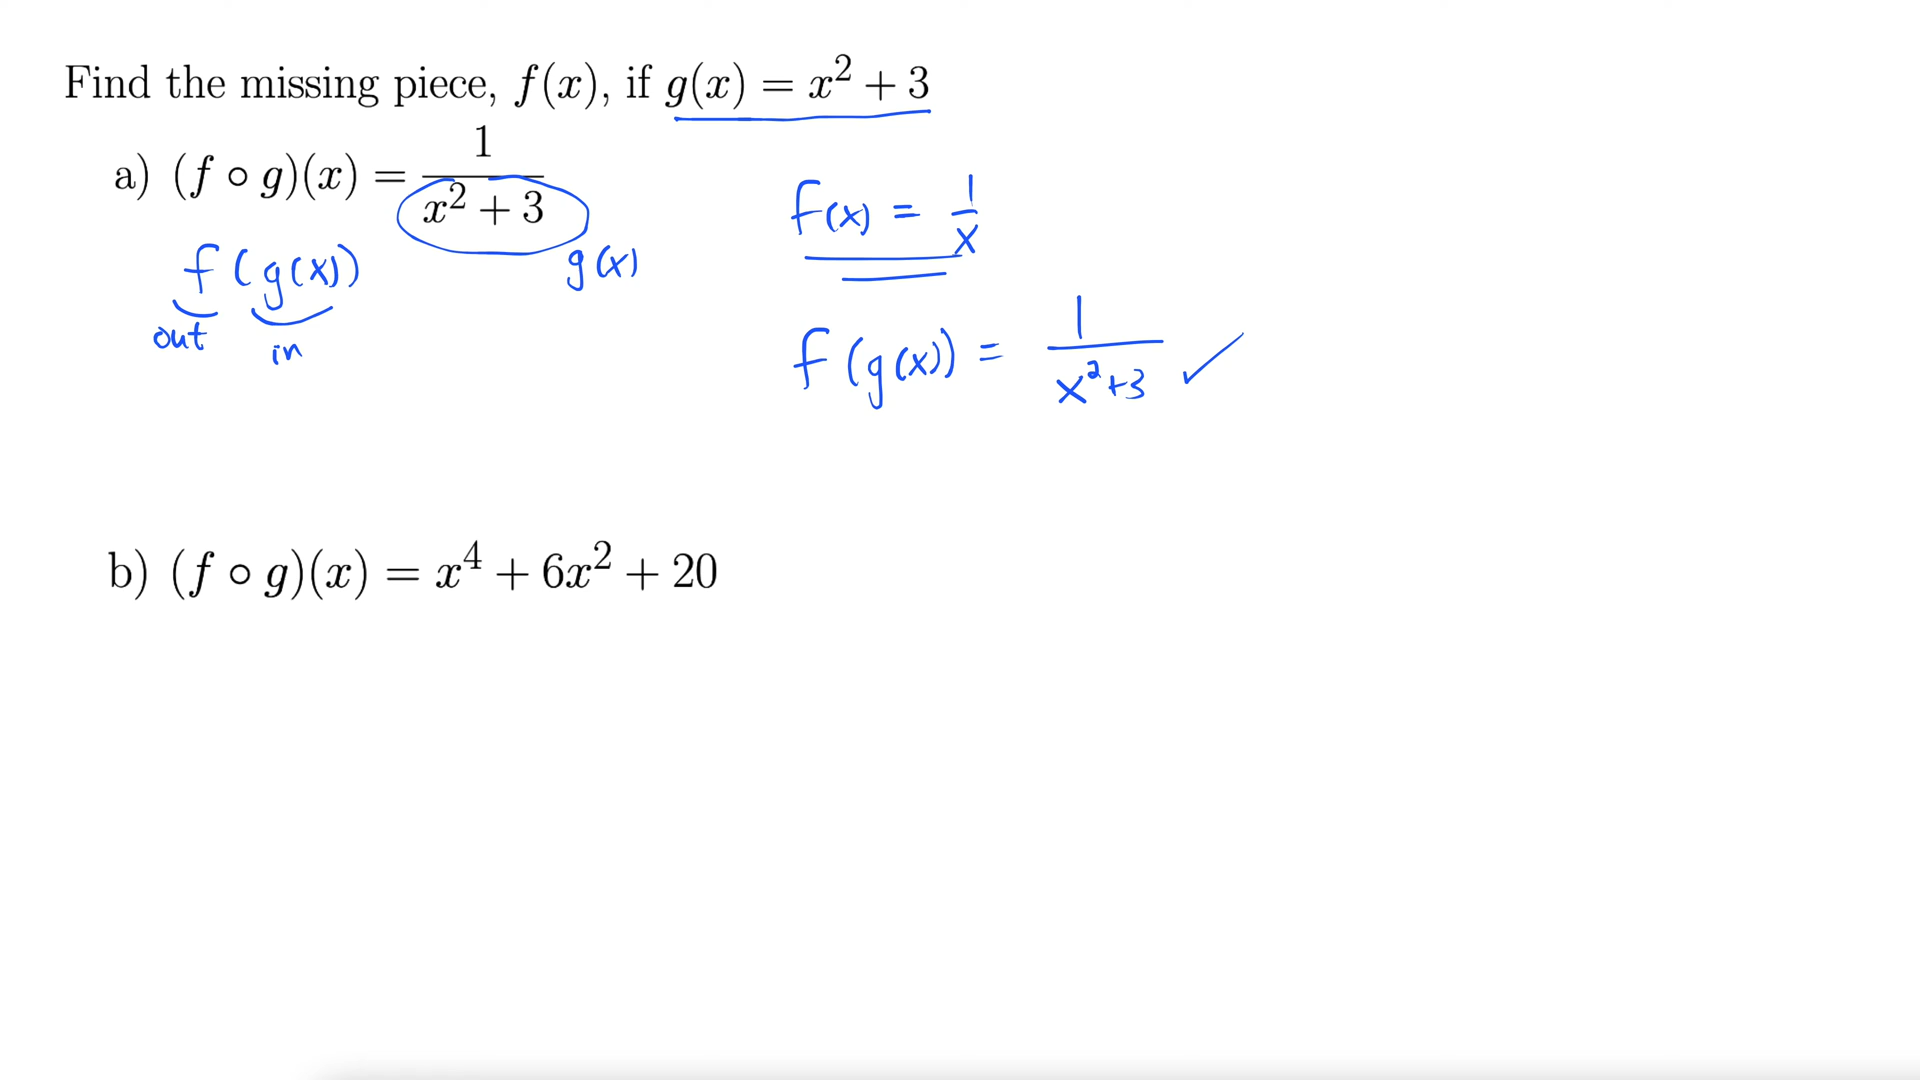 Find the missing piece, f(x), if g(x) = x² + 3
a) (f ∘ g)(x) = 1/(x² + 3)
g(x)
f(g(x))
out
in
f(x) = 1/x
f(g(x)) = 1/(x²+3) ✓
b) (f ∘ g)(x) = x⁴ + 6x² + 20